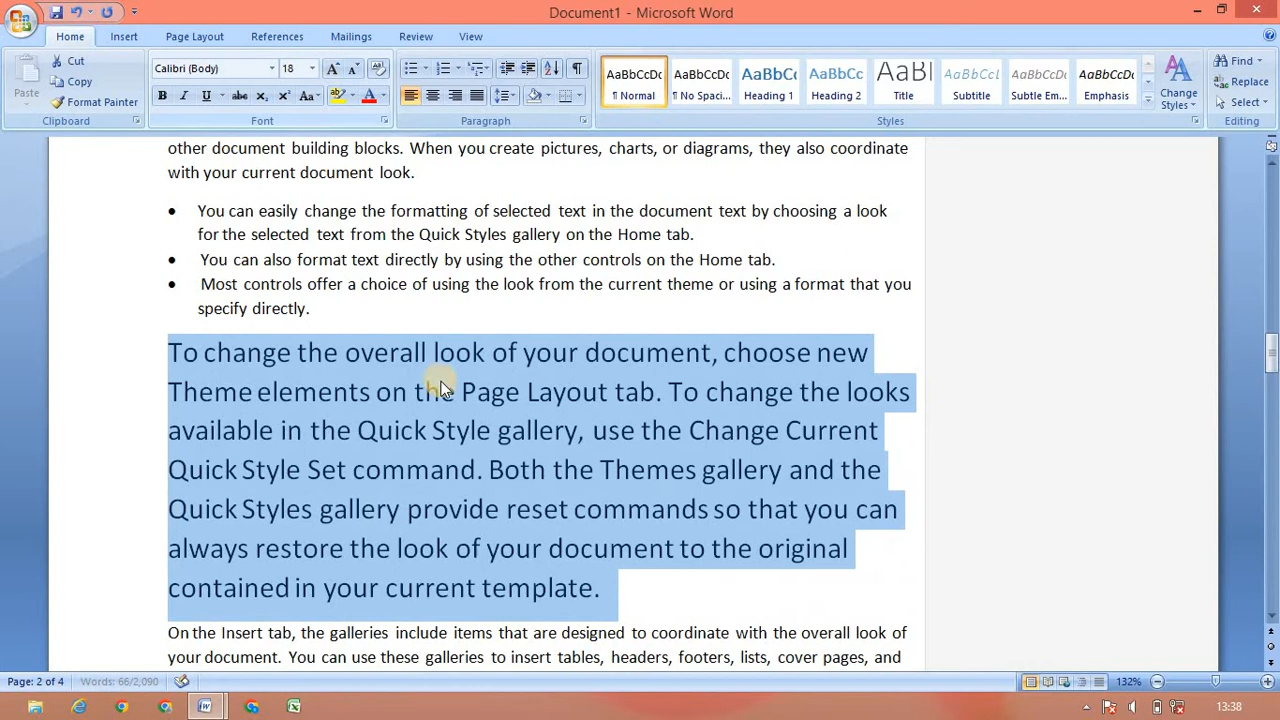 Document1 - Microsoft Word
Home Insert Page Layout References Mailings Review View
Cut
Copy
Format Painter
Paste
Clipboard
Calibri (Body) 18
Font
Paragraph
AaBbCcDc AaBbCcDc AaBbCc AaBbCc AaBl AaBbCcL AaBbCcDc AaBbCcDc
¶ Normal ¶ No Spaci... Heading 1 Heading 2 Title Subtitle Subtle Em... Emphasis
Change
Styles
Styles
Find
Replace
Select
Editing
other document building blocks. When you create pictures, charts, or diagrams, they also coordinate
with your current document look.
• You can easily change the formatting of selected text in the document text by choosing a look
for the selected text from the Quick Styles gallery on the Home tab.
• You can also format text directly by using the other controls on the Home tab.
• Most controls offer a choice of using the look from the current theme or using a format that you
specify directly.
To change the overall look of your document, choose new
Theme elements on the Page Layout tab. To change the looks
available in the Quick Style gallery, use the Change Current
Quick Style Set command. Both the Themes gallery and the
Quick Styles gallery provide reset commands so that you can
always restore the look of your document to the original
contained in your current template.
On the Insert tab, the galleries include items that are designed to coordinate with the overall look of
your document. You can use these galleries to insert tables, headers, footers, lists, cover pages, and
Page: 2 of 4 Words: 66/2,090 132%
13:38